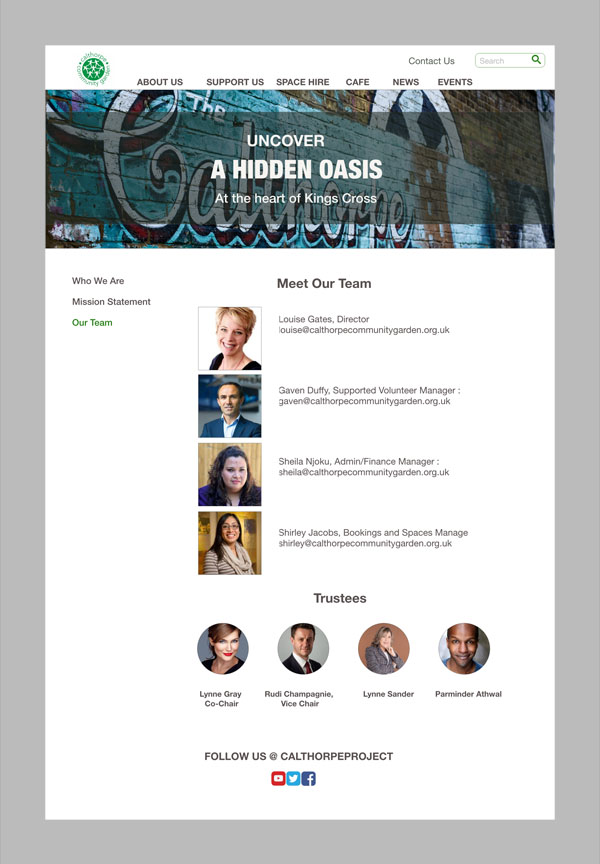 calthorpe
community garden
Contact Us
Search
ABOUT US
SUPPORT US
SPACE HIRE
CAFE
NEWS
EVENTS
The
Calthorpe
UNCOVER
A HIDDEN OASIS
At the heart of Kings Cross
Who We Are
Mission Statement
Our Team
Meet Our Team
Louise Gates, Director
louise@calthorpecommunitygarden.org.uk
Gaven Duffy, Supported Volunteer Manager :
gaven@calthorpecommunitygarden.org.uk
Sheila Njoku, Admin/Finance Manager :
sheila@calthorpecommunitygarden.org.uk
Shirley Jacobs, Bookings and Spaces Manage
shirley@calthorpecommunitygarden.org.uk
Trustees
Lynne Gray
Co-Chair
Rudi Champagnie,
Vice Chair
Lynne Sander
Parminder Athwal
FOLLOW US @ CALTHORPEPROJECT